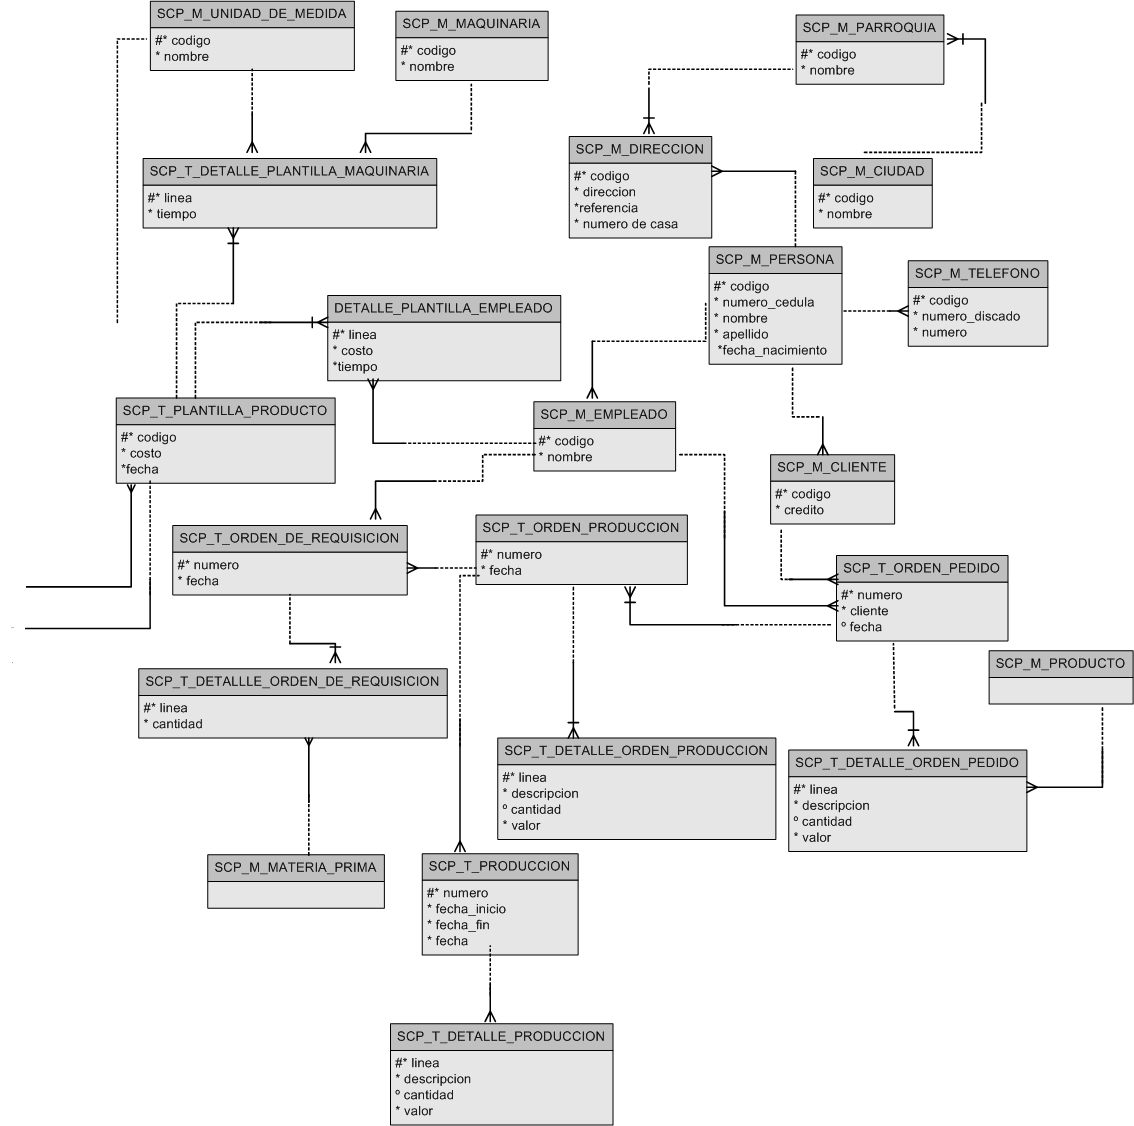 SCP_M_UNIDAD_DE_MEDIDA
#* codigo
* nombre
SCP_M_MAQUINARIA
#* codigo
* nombre
SCP_M_PARROQUIA
#* codigo
* nombre
SCP_M_DIRECCION
#* codigo
* direccion
*referencia
* numero de casa
SCP_T_DETALLE_PLANTILLA_MAQUINARIA
#* linea
* tiempo
SCP_M_CIUDAD
#* codigo
* nombre
SCP_M_PERSONA
#* codigo
* numero_cedula
* nombre
* apellido
*fecha_nacimiento
SCP_M_TELEFONO
#* codigo
* numero_discado
* numero
DETALLE_PLANTILLA_EMPLEADO
#* linea
* costo
*tiempo
SCP_T_PLANTILLA_PRODUCTO
#* codigo
* costo
*fecha
SCP_M_EMPLEADO
#* codigo
* nombre
SCP_M_CLIENTE
#* codigo
* credito
SCP_T_ORDEN_DE_REQUISICION
#* numero
* fecha
SCP_T_ORDEN_PRODUCCION
#* numero
* fecha
SCP_T_ORDEN_PEDIDO
#* numero
* cliente
º fecha
SCP_M_PRODUCTO
SCP_T_DETALLLE_ORDEN_DE_REQUISICION
#* linea
* cantidad
SCP_T_DETALLE_ORDEN_PRODUCCION
#* linea
* descripcion
º cantidad
* valor
SCP_T_DETALLE_ORDEN_PEDIDO
#* linea
* descripcion
º cantidad
* valor
SCP_M_MATERIA_PRIMA
SCP_T_PRODUCCION
#* numero
* fecha_inicio
* fecha_fin
* fecha
SCP_T_DETALLE_PRODUCCION
#* linea
* descripcion
º cantidad
* valor